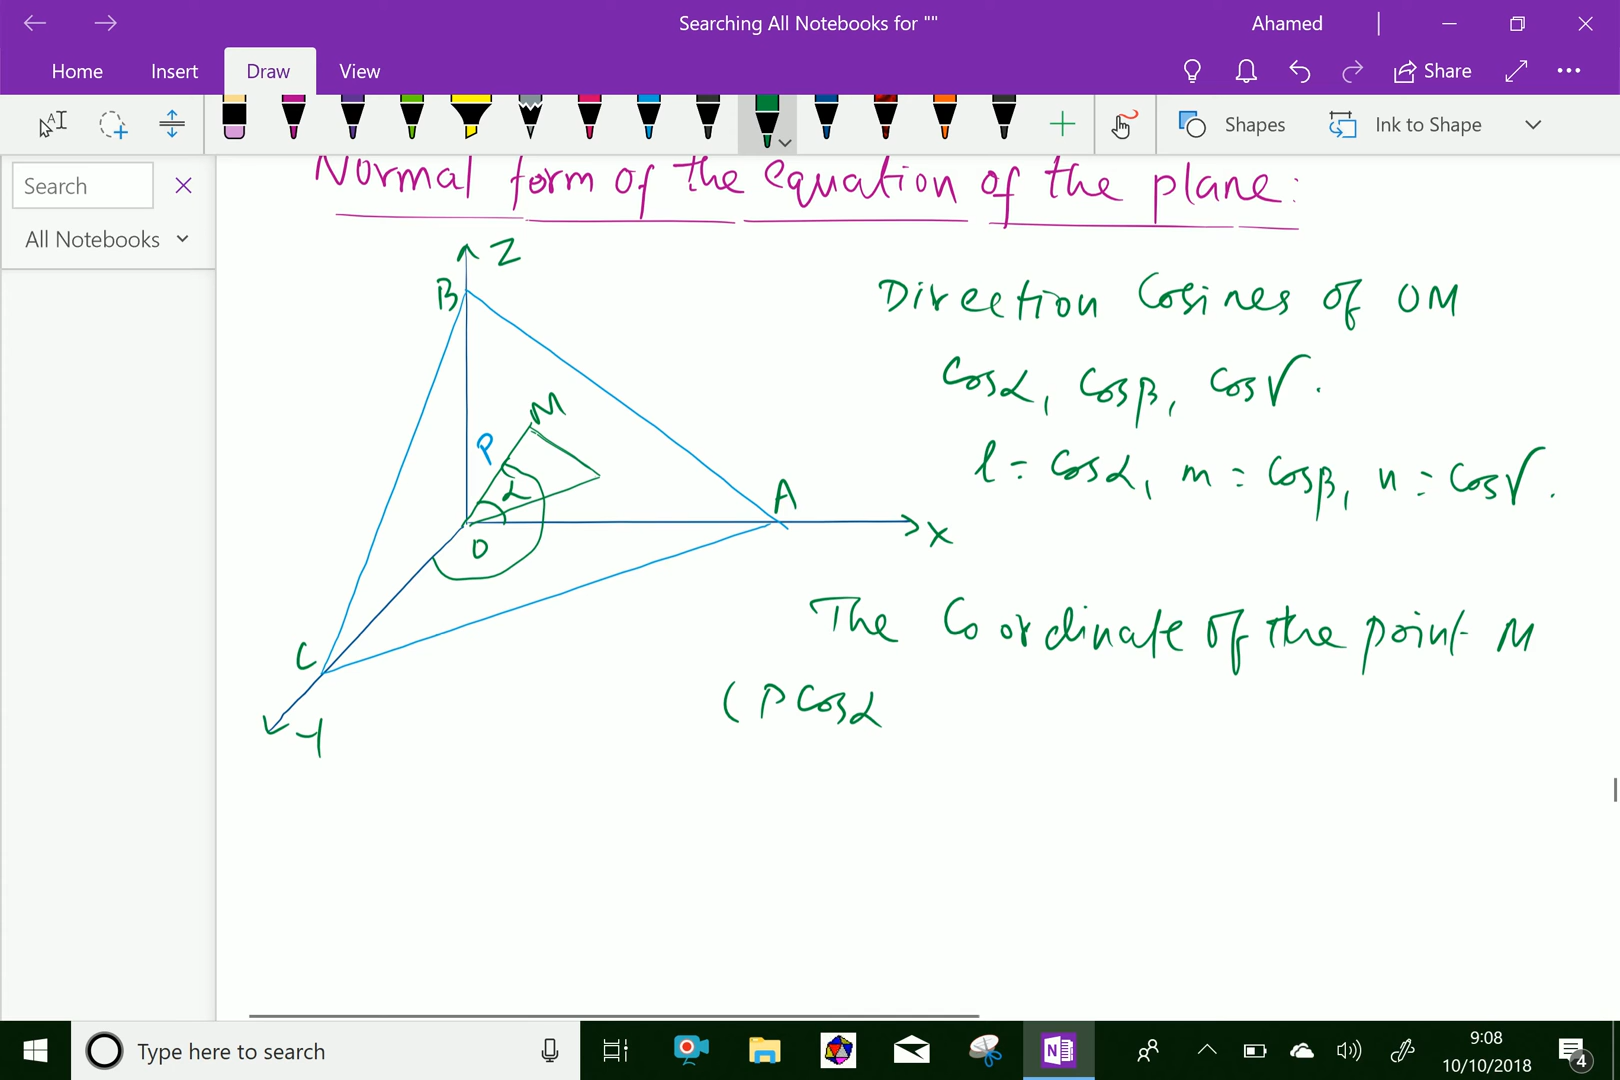 Searching All Notebooks for ""
Ahamed
Home Insert Draw View
Share
Shapes
Ink to Shape
Search
All Notebooks
Normal form of the equation of the plane:
Z
B
M
P
α
A
O
X
C
Y
Direction Cosines of OM
Cosα, Cosβ, Cosγ.
l = Cosα, m = Cosβ, n = Cosγ.
The Coordinate of the point M
(P Cosα
Type here to search
9:08
10/10/2018
4